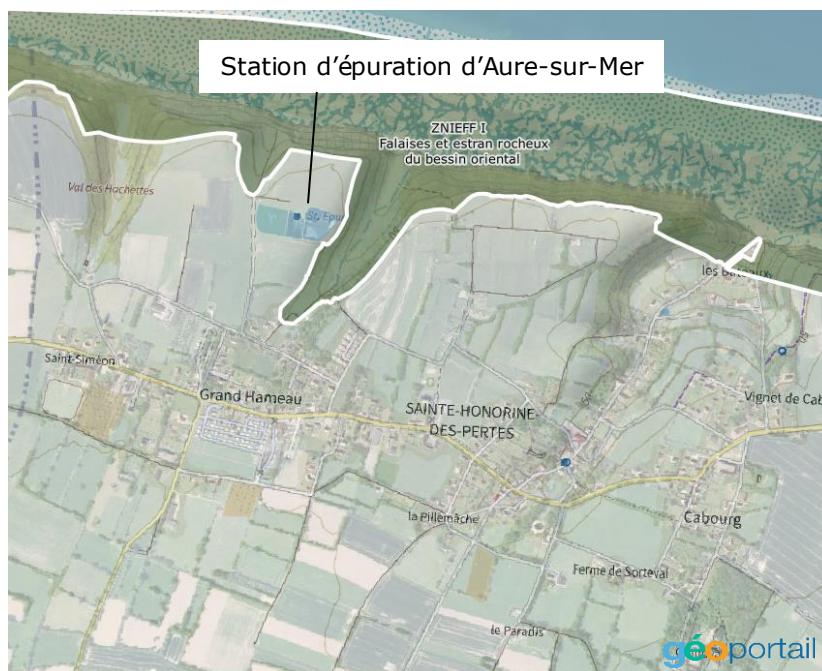 Station d’épuration d’Aure-sur-Mer
ZNIEFF I
Falaises et estran rocheux
du bessin oriental
Val des Hachettes
St. Epur
les Bateaux
Saint-Siméon
Grand Hameau
SAINTE-HONORINE-
DES-PERTES
Vignet de Cab
la Pillemâche
Cabourg
Ferme de Sorteval
le Paradis
géoportail